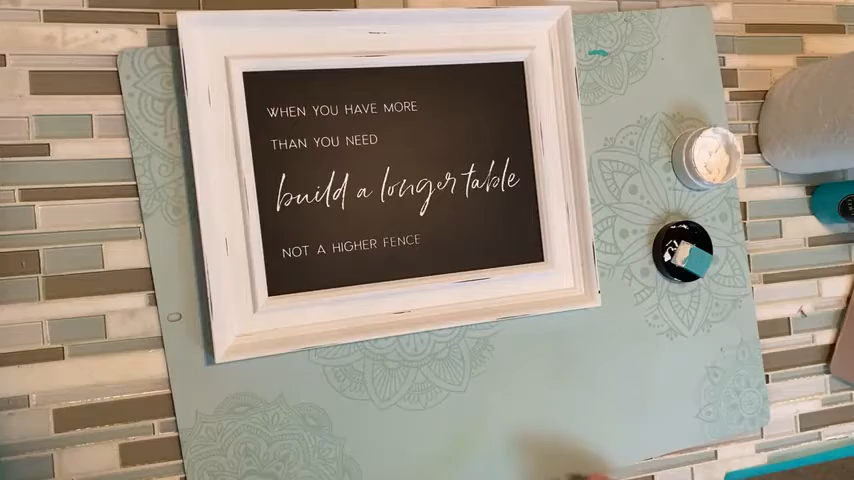 WHEN YOU HAVE MORE
THAN YOU NEED
build a longer table
NOT A HIGHER FENCE